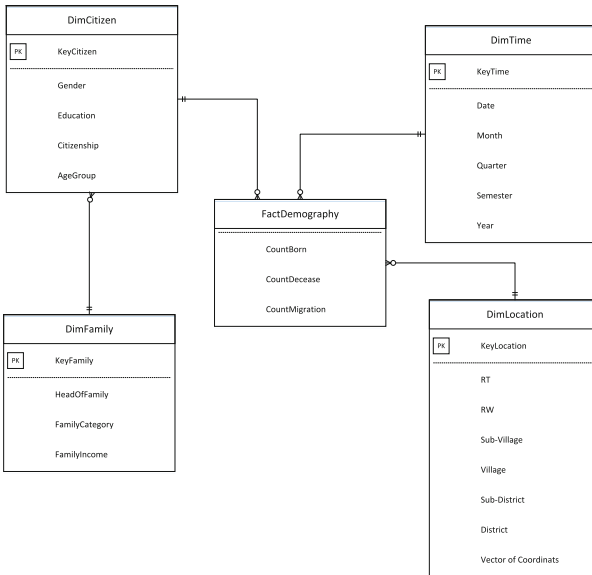 DimCitizen
PK
KeyCitizen
Gender
Education
Citizenship
AgeGroup
DimTime
PK
KeyTime
Date
Month
Quarter
Semester
Year
FactDemography
CountBorn
CountDecease
CountMigration
DimFamily
PK
KeyFamily
HeadOfFamily
FamilyCategory
FamilyIncome
DimLocation
PK
KeyLocation
RT
RW
Sub-Village
Village
Sub-District
District
Vector of Coordinats